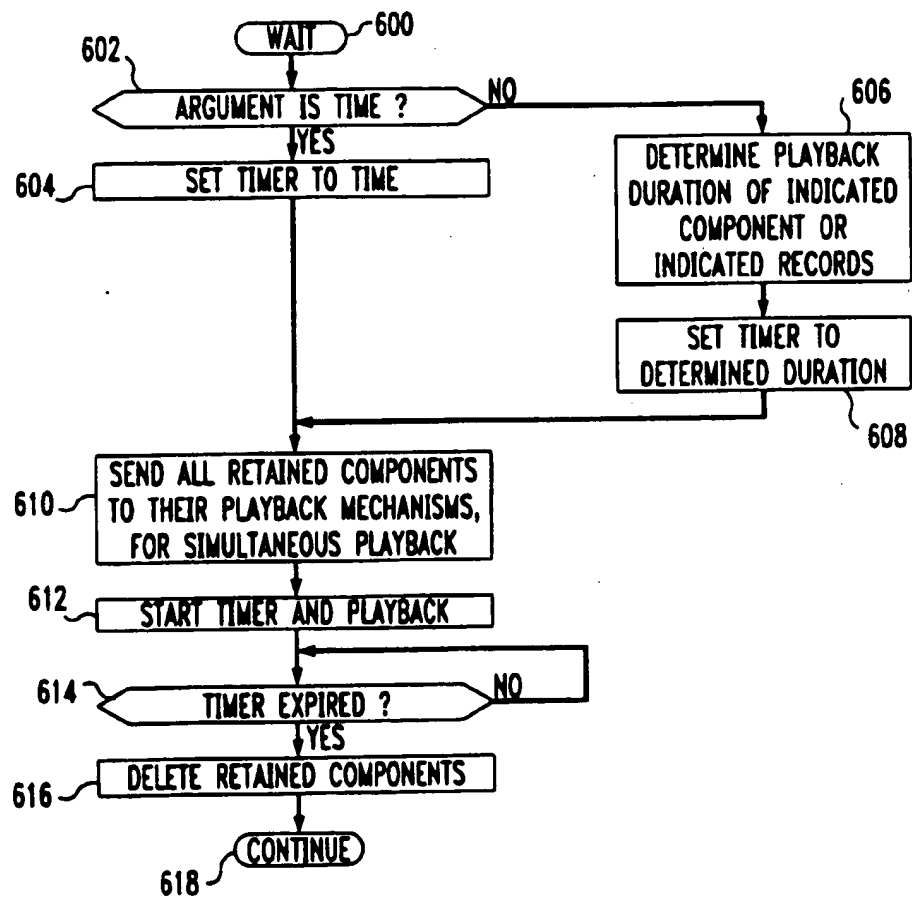 WAIT
600
602
ARGUMENT IS TIME ?
NO
YES
606
DETERMINE PLAYBACK
DURATION OF INDICATED
COMPONENT OR
INDICATED RECORDS
604
SET TIMER TO TIME
SET TIMER TO
DETERMINED DURATION
608
610
SEND ALL RETAINED COMPONENTS
TO THEIR PLAYBACK MECHANISMS,
FOR SIMULTANEOUS PLAYBACK
612
START TIMER AND PLAYBACK
614
TIMER EXPIRED ?
NO
YES
616
DELETE RETAINED COMPONENTS
CONTINUE
618